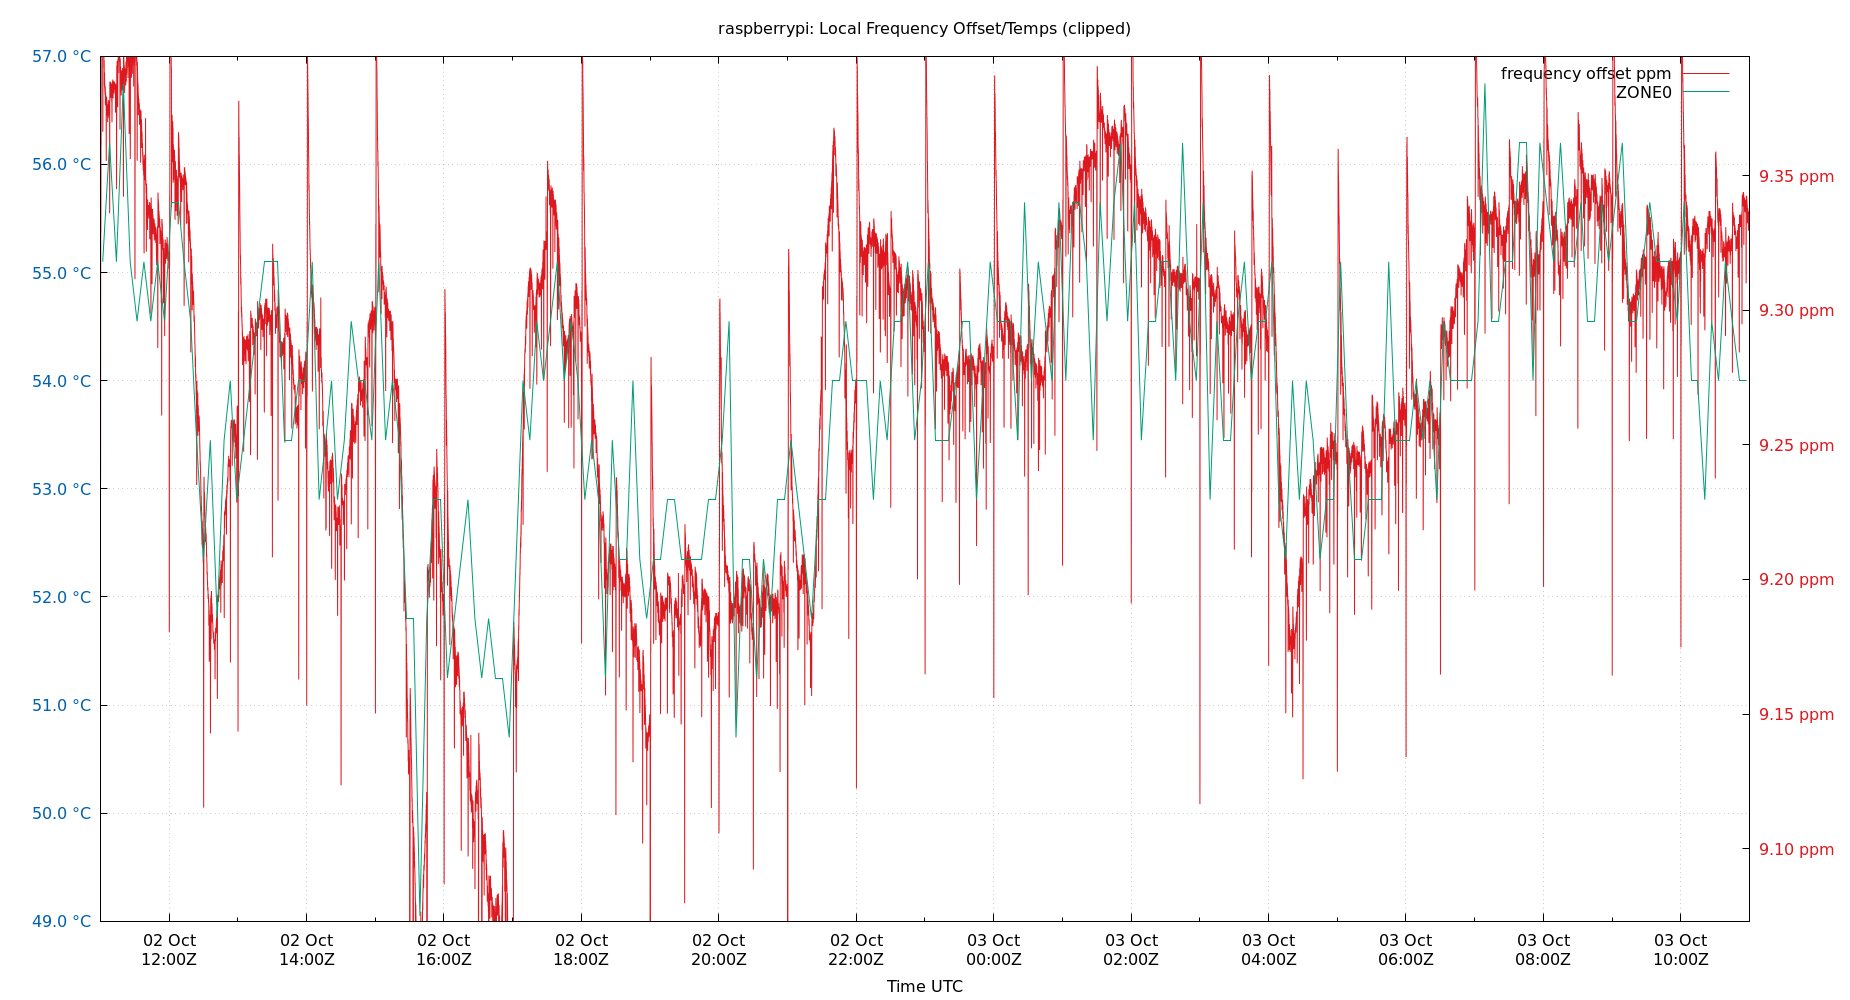 raspberrypi: Local Frequency Offset/Temps (clipped)
57.0 °C
56.0 °C
55.0 °C
54.0 °C
53.0 °C
52.0 °C
51.0 °C
50.0 °C
49.0 °C
frequency offset ppm
ZONE0
9.35 ppm
9.30 ppm
9.25 ppm
9.20 ppm
9.15 ppm
9.10 ppm
02 Oct 02 Oct 02 Oct 02 Oct 02 Oct 02 Oct 03 Oct 03 Oct 03 Oct 03 Oct 03 Oct 03 Oct
12:00Z 14:00Z 16:00Z 18:00Z 20:00Z 22:00Z 00:00Z 02:00Z 04:00Z 06:00Z 08:00Z 10:00Z
Time UTC